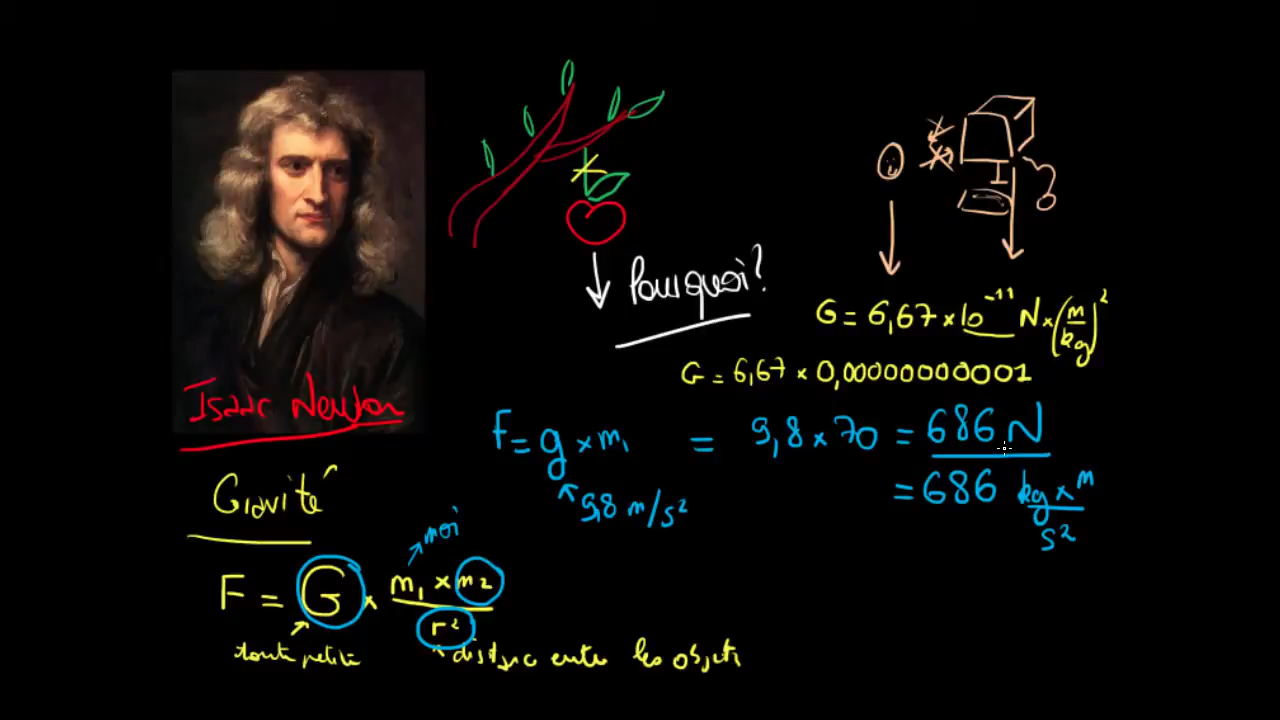 Pourquoi?
G = 6,67 × 10⁻¹¹ N × (m/kg)²
G = 6,67 × 0,00000000001
Isaac Newton
F = g × m₁ = 9,8 × 70 = 686 N
9,8 m/s²
= 686 kg × m / s²
Gravité
moi
F = G × m₁ × m₂ / r²
toute petite
distance entre les objets